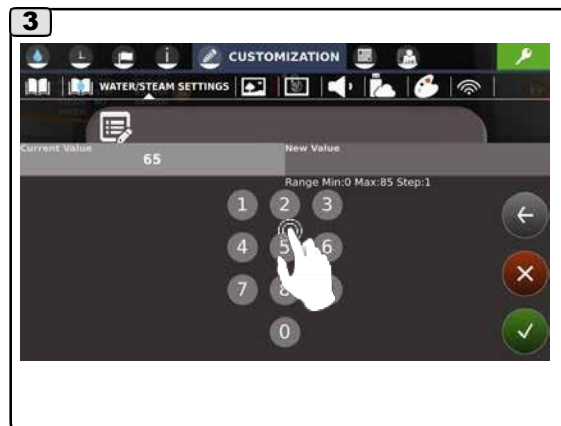 3
CUSTOMIZATION
WATER/STEAM SETTINGS
Current Value
65
New Value
Range Min:0 Max:85 Step:1
1 2 3
4 5 6
7 8
0